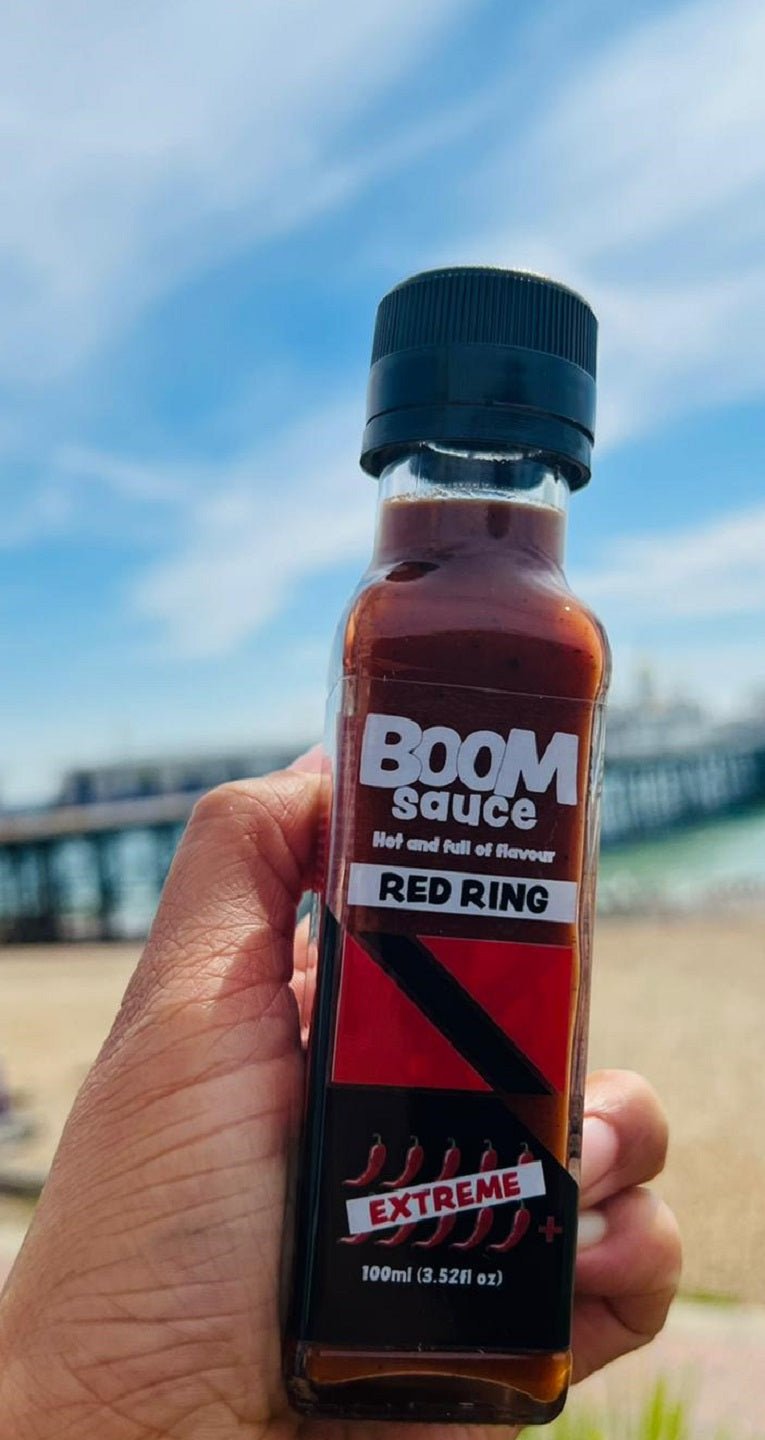 BOOM
sauce
Hot and full of flavour
RED RING
EXTREME
+
100ml (3.52fl oz)